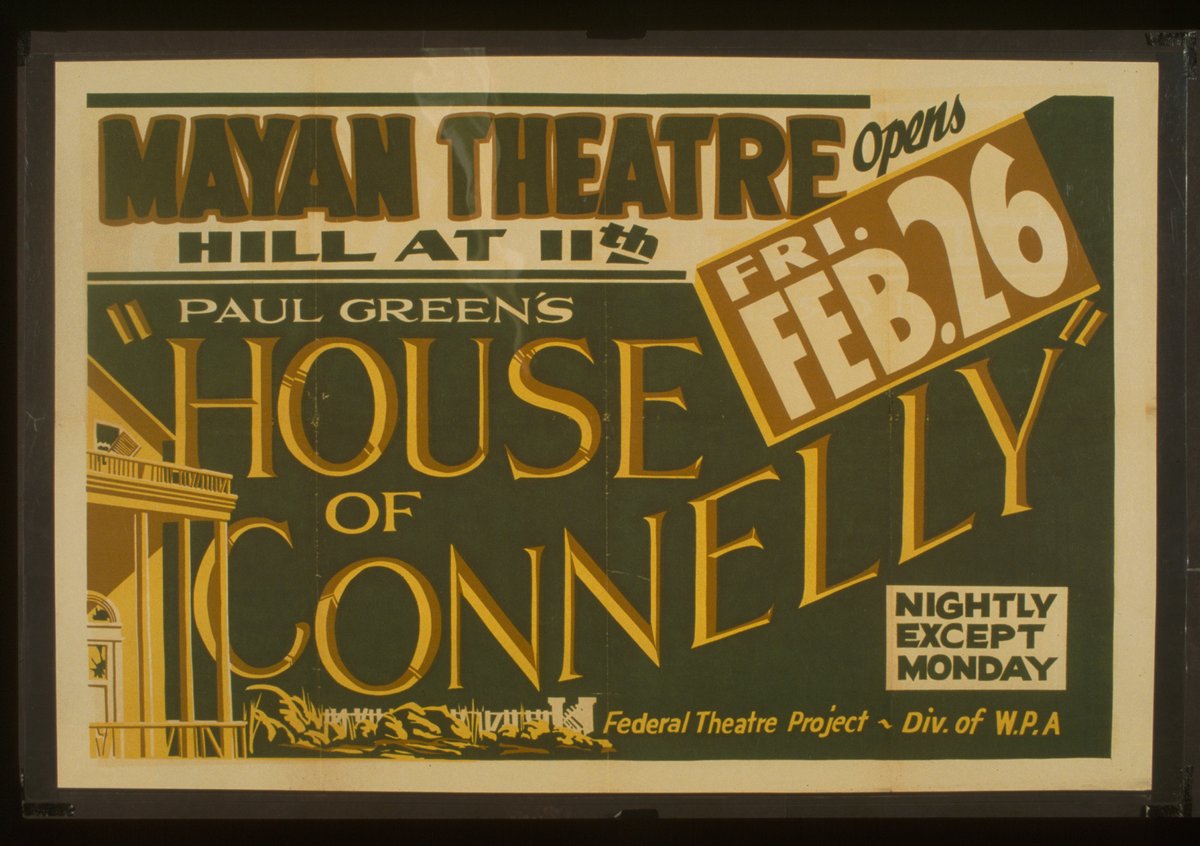 MAYAN THEATRE
HILL AT 11th
Opens
FRI.
FEB. 26
PAUL GREEN'S
"HOUSE
OF
CONNELLY"
NIGHTLY
EXCEPT
MONDAY
Federal Theatre Project ~ Div. of W.P.A